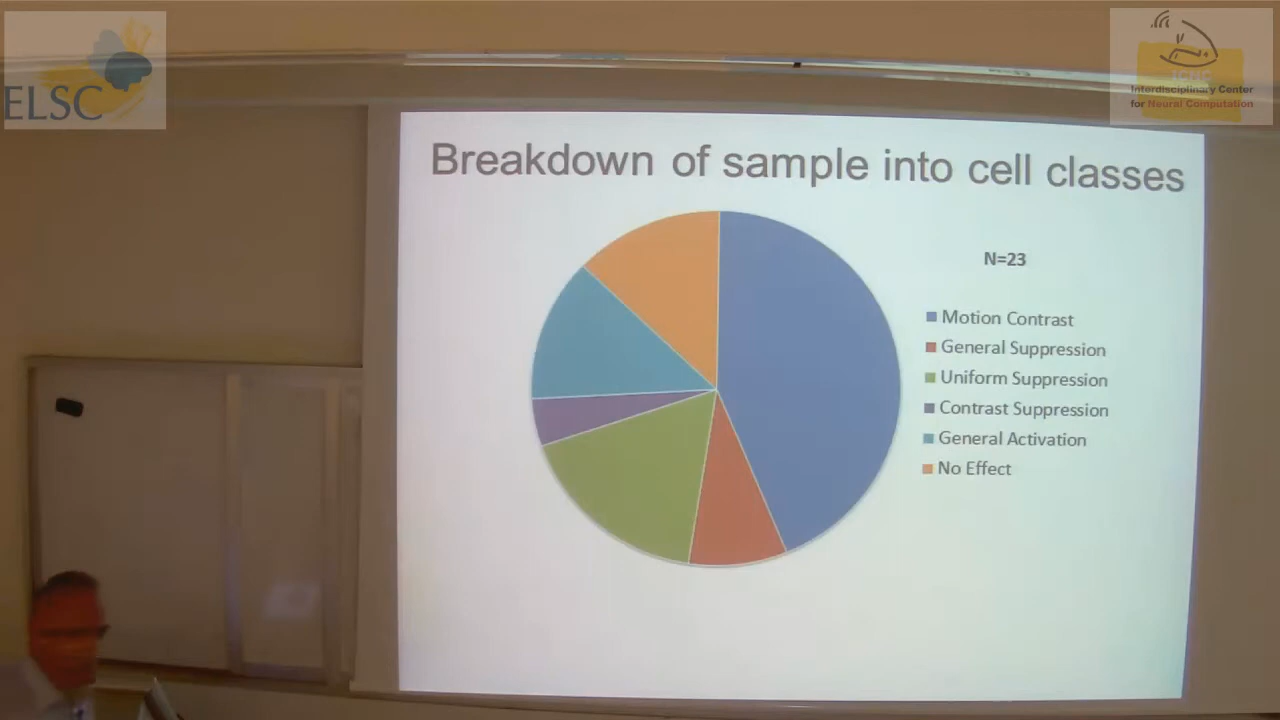 ELSC
ICNC
Interdisciplinary Center
for Neural Computation
Breakdown of sample into cell classes
N=23
Motion Contrast
General Suppression
Uniform Suppression
Contrast Suppression
General Activation
No Effect